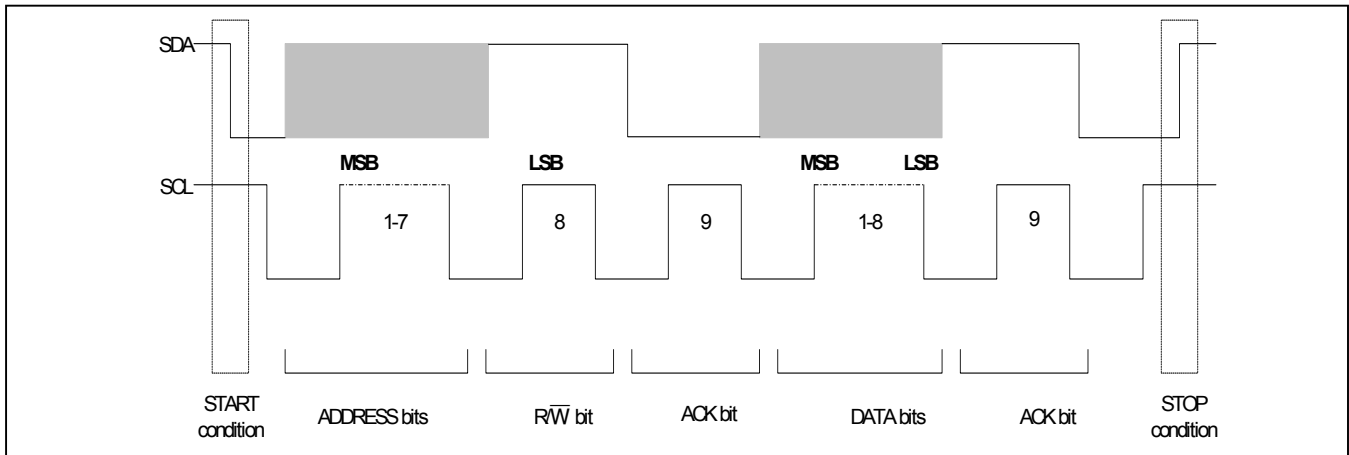 SDA
MSB LSB MSB LSB
SCL
1-7 8 9 1-8 9
START
condition
ADDRESS bits
R/W̅ bit
ACK bit
DATA bits
ACK bit
STOP
condition